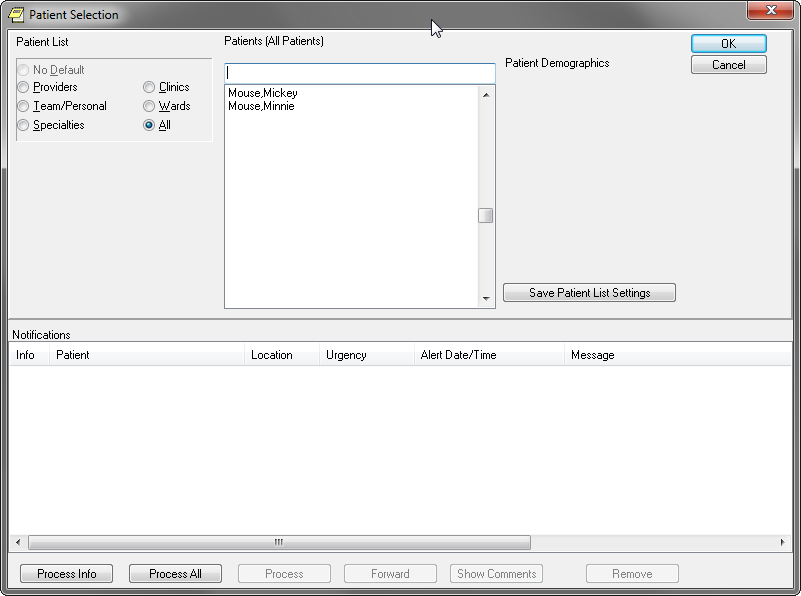 Patient Selection
Patient List
No Default
Providers
Team/Personal
Specialties
Clinics
Wards
All
Patients (All Patients)
Mouse,Mickey
Mouse,Minnie
Patient Demographics
OK
Cancel
Save Patient List Settings
Notifications
Info Patient Location Urgency Alert Date/Time Message
Process Info Process All Process Forward Show Comments Remove